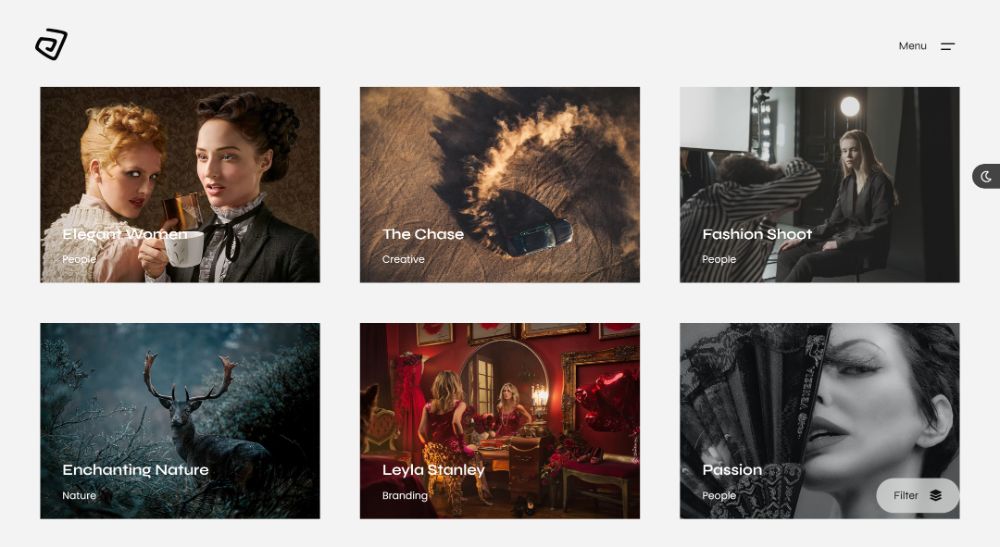 Menu
Elegant Women
People
The Chase
Creative
Fashion Shoot
People
Enchanting Nature
Nature
Leyla Stanley
Branding
VENEZIA
Passion
People
Filter